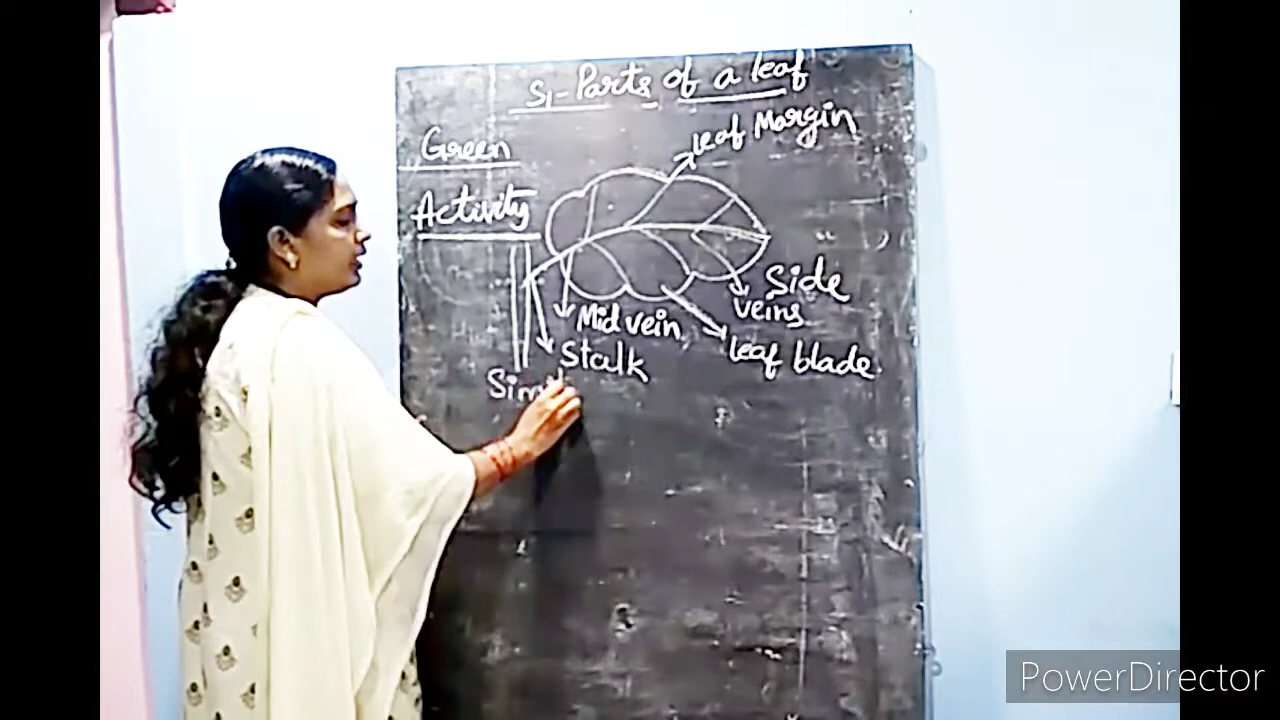 S1-Parts of a leaf
leaf Margin
Green
Activity
Side
veins
Mid vein
leaf blade.
Stalk
Sim
PowerDirector